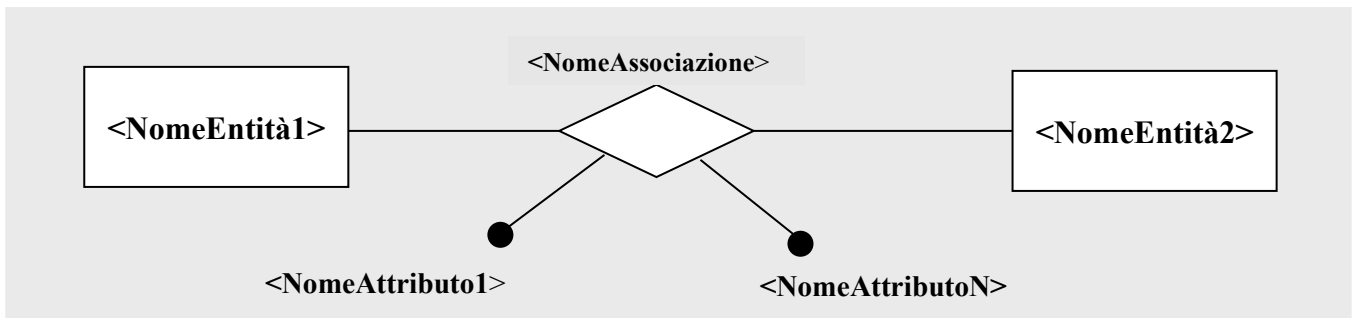 <NomeAssociazione>
<NomeEntità1>
<NomeEntità2>
<NomeAttributo1>
<NomeAttributoN>